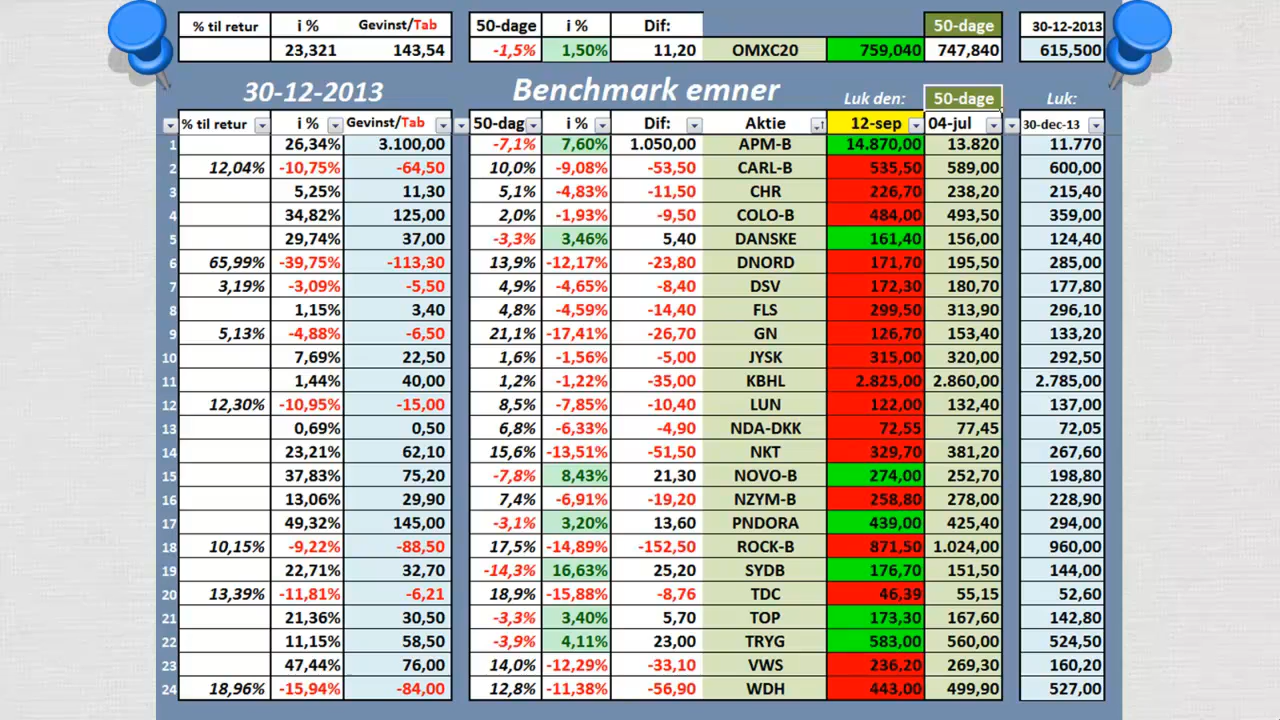 % til retur i % Gevinst/Tab 50-dage i % Dif: 50-dage 30-12-2013
23,321 143,54 -1,5% 1,50% 11,20 OMXC20 759,040 747,840 615,500
30-12-2013 Benchmark emner Luk den: 50-dage Luk:
% til retur i % Gevinst/Tab 50-dag i % Dif: Aktie 12-sep 04-jul 30-dec-13
1 26,34% 3.100,00 -7,1% 7,60% 1.050,00 APM-B 14.870,00 13.820 11.770
2 12,04% -10,75% -64,50 10,0% -9,08% -53,50 CARL-B 535,50 589,00 600,00
3 5,25% 11,30 5,1% -4,83% -11,50 CHR 226,70 238,20 215,40
4 34,82% 125,00 2,0% -1,93% -9,50 COLO-B 484,00 493,50 359,00
5 29,74% 37,00 -3,3% 3,46% 5,40 DANSKE 161,40 156,00 124,40
6 65,99% -39,75% -113,30 13,9% -12,17% -23,80 DNORD 171,70 195,50 285,00
7 3,19% -3,09% -5,50 4,9% -4,65% -8,40 DSV 172,30 180,70 177,80
8 1,15% 3,40 4,8% -4,59% -14,40 FLS 299,50 313,90 296,10
9 5,13% -4,88% -6,50 21,1% -17,41% -26,70 GN 126,70 153,40 133,20
10 7,69% 22,50 1,6% -1,56% -5,00 JYSK 315,00 320,00 292,50
11 1,44% 40,00 1,2% -1,22% -35,00 KBHL 2.825,00 2.860,00 2.785,00
12 12,30% -10,95% -15,00 8,5% -7,85% -10,40 LUN 122,00 132,40 137,00
13 0,69% 0,50 6,8% -6,33% -4,90 NDA-DKK 72,55 77,45 72,05
14 23,21% 62,10 15,6% -13,51% -51,50 NKT 329,70 381,20 267,60
15 37,83% 75,20 -7,8% 8,43% 21,30 NOVO-B 274,00 252,70 198,80
16 13,06% 29,90 7,4% -6,91% -19,20 NZYM-B 258,80 278,00 228,90
17 49,32% 145,00 -3,1% 3,20% 13,60 PNDORA 439,00 425,40 294,00
18 10,15% -9,22% -88,50 17,5% -14,89% -152,50 ROCK-B 871,50 1.024,00 960,00
19 22,71% 32,70 -14,3% 16,63% 25,20 SYDB 176,70 151,50 144,00
20 13,39% -11,81% -6,21 18,9% -15,88% -8,76 TDC 46,39 55,15 52,60
21 21,36% 30,50 -3,3% 3,40% 5,70 TOP 173,30 167,60 142,80
22 11,15% 58,50 -3,9% 4,11% 23,00 TRYG 583,00 560,00 524,50
23 47,44% 76,00 14,0% -12,29% -33,10 VWS 236,20 269,30 160,20
24 18,96% -15,94% -84,00 12,8% -11,38% -56,90 WDH 443,00 499,90 527,00